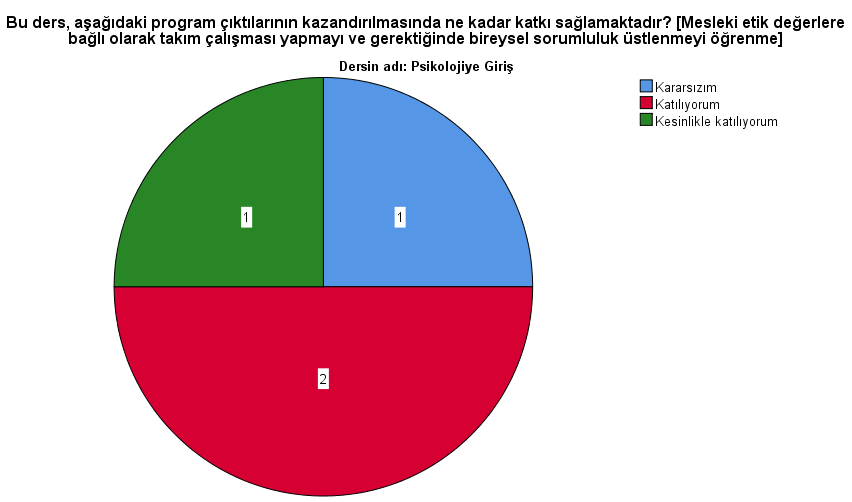 Bu ders, aşağıdaki program çıktılarının kazandırılmasında ne kadar katkı sağlamaktadır? [Mesleki etik değerlere
bağlı olarak takım çalışması yapmayı ve gerektiğinde bireysel sorumluluk üstlenmeyi öğrenme]
Dersin adı: Psikolojiye Giriş
Kararsızım
Katılıyorum
Kesinlikle katılıyorum
1
1
2